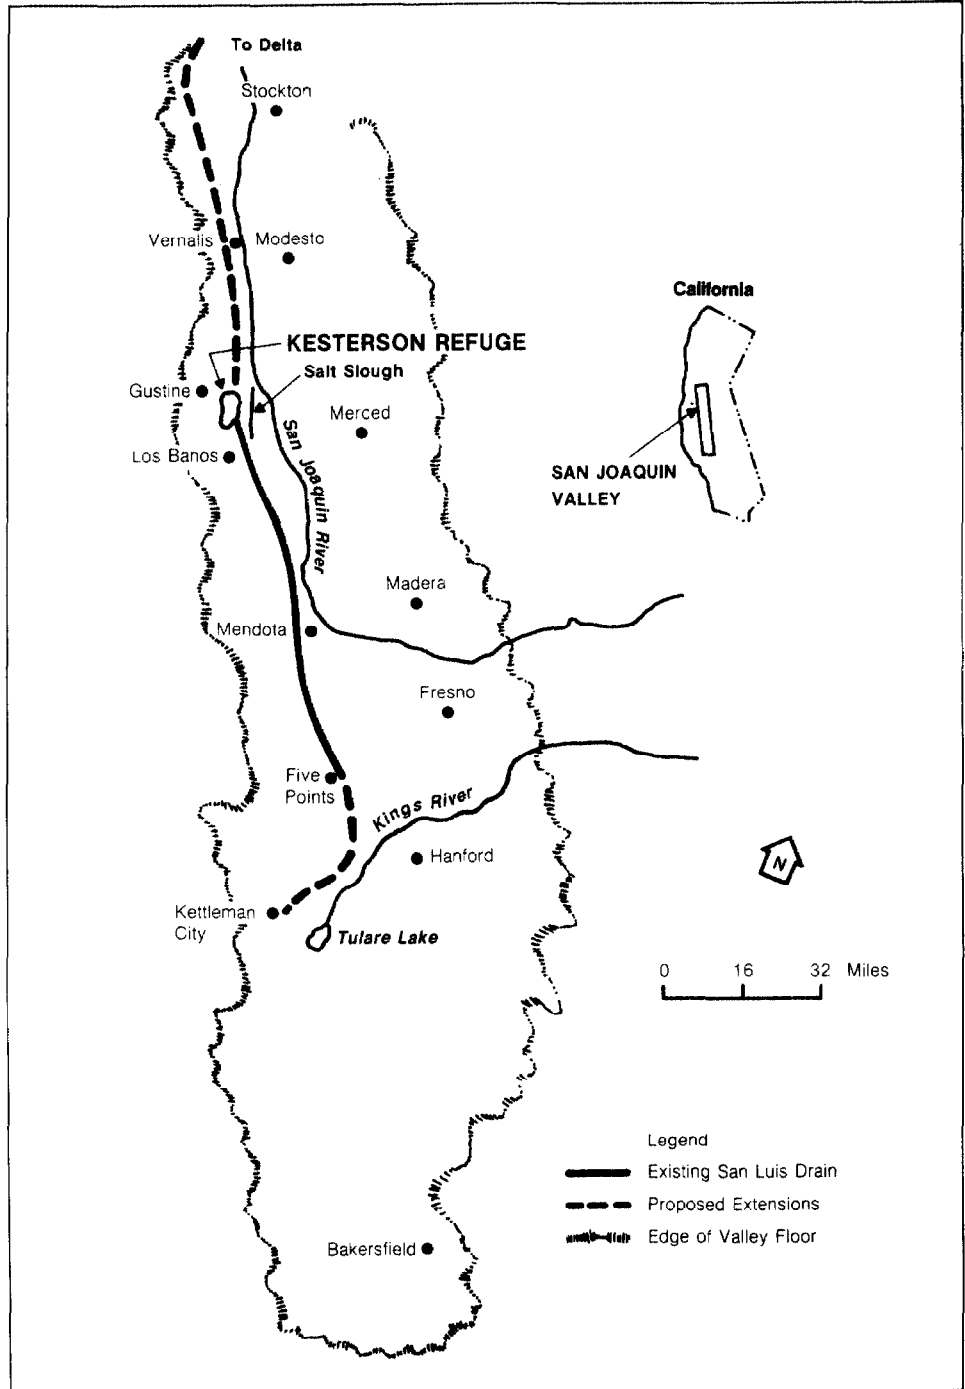 To Delta
Stockton
Vernalis
Modesto
California
KESTERSON REFUGE
Salt Slough
Gustine
Merced
San Joaquin River
Los Banos
SAN JOAQUIN
VALLEY
Madera
Mendota
Fresno
Five
Points
Kings River
Hanford
N
Kettleman
City
Tulare Lake
0 16 32 Miles
Legend
Existing San Luis Drain
Proposed Extensions
Edge of Valley Floor
Bakersfield